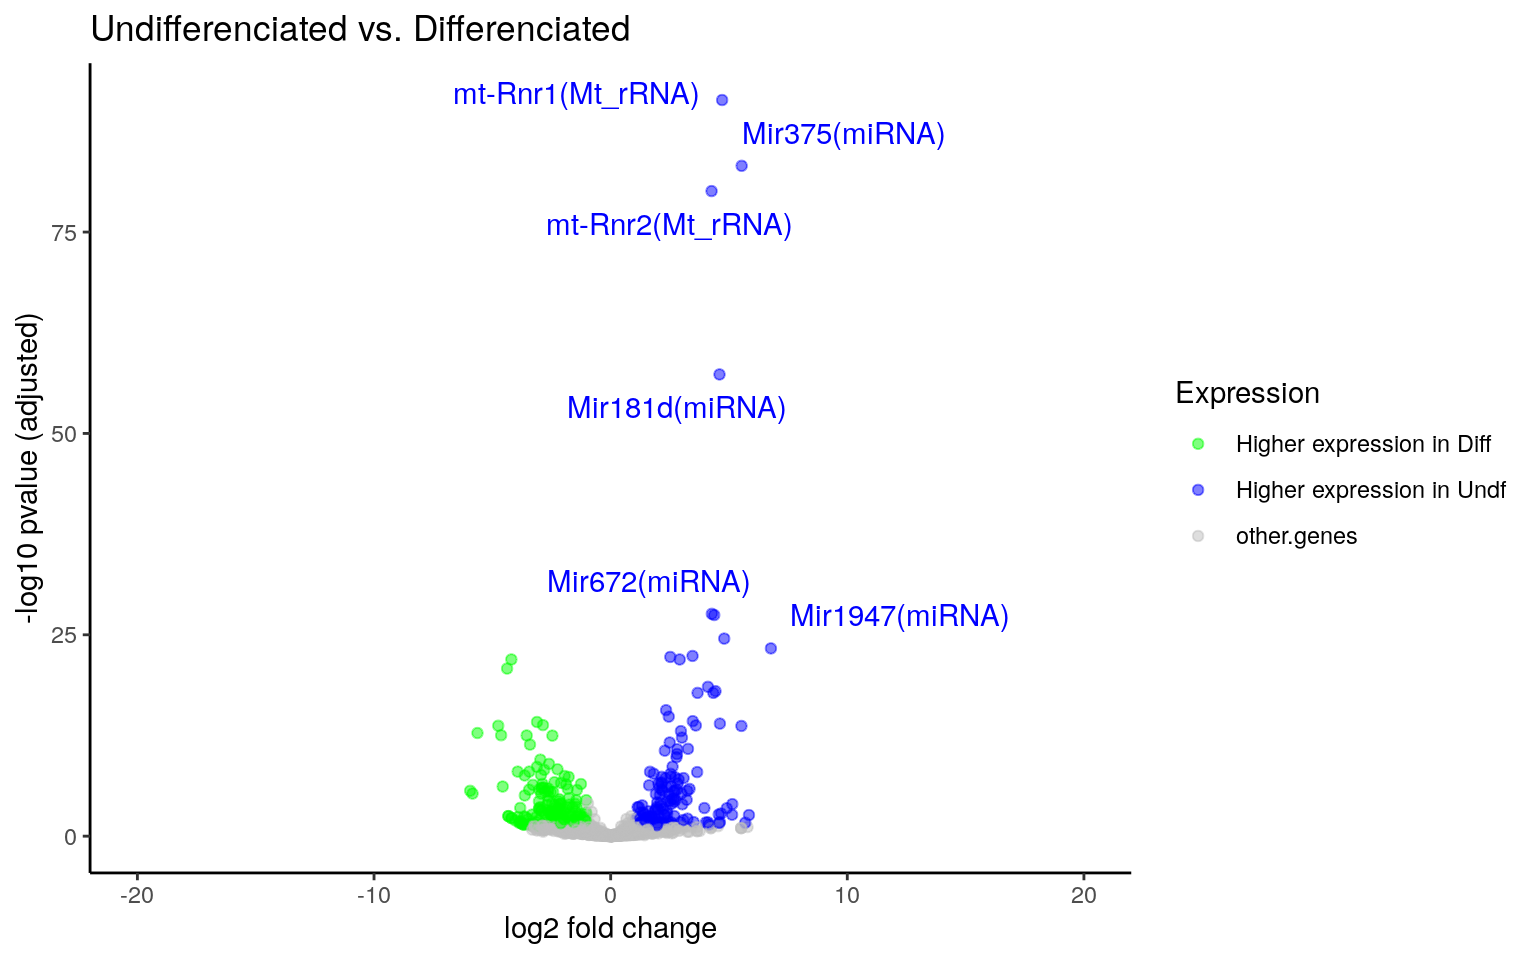 Undifferenciated vs. Differenciated
mt-Rnr1(Mt_rRNA)
Mir375(miRNA)
mt-Rnr2(Mt_rRNA)
Mir181d(miRNA)
Mir672(miRNA)
Mir1947(miRNA)
-log10 pvalue (adjusted)
75
50
25
0
-20
-10
0
10
20
log2 fold change
Expression
Higher expression in Diff
Higher expression in Undf
other.genes